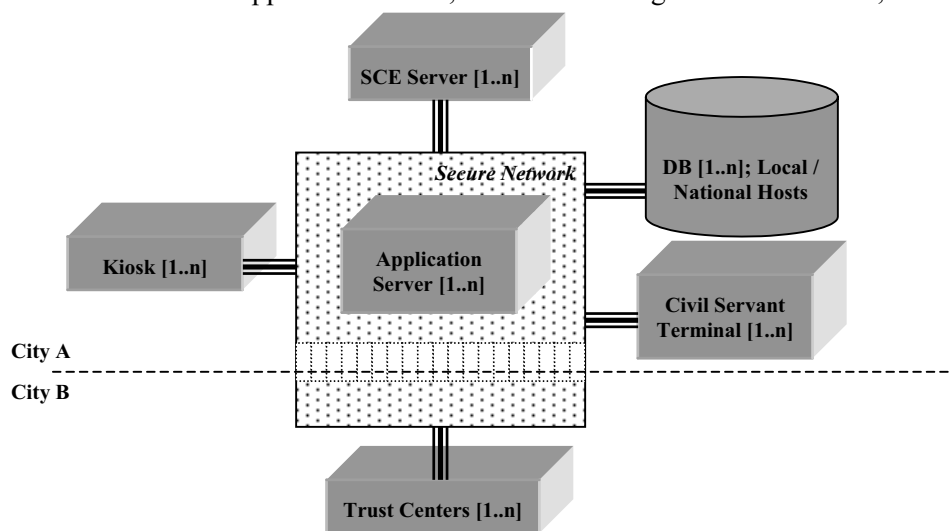 SCE Server [1..n]
Secure Network
DB [1..n]; Local /
National Hosts
Kiosk [1..n]
Application
Server [1..n]
Civil Servant
Terminal [1..n]
City A
City B
Trust Centers [1..n]